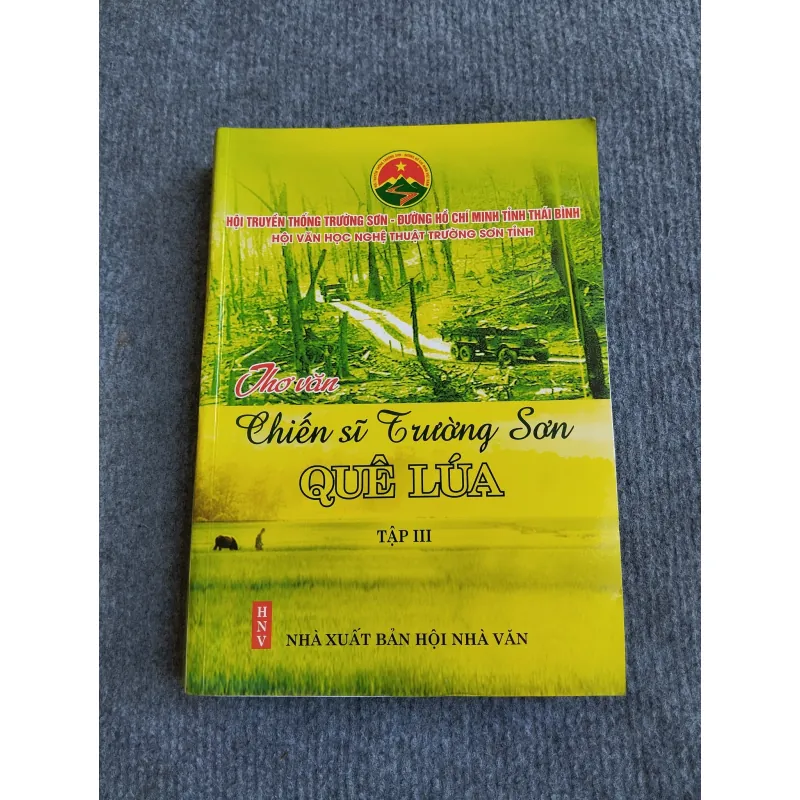 HỘI TRUYỀN THỐNG TRƯỜNG SƠN - ĐƯỜNG HỒ CHÍ MINH TỈNH THÁI BÌNH
HỘI VĂN HỌC NGHỆ THUẬT TRƯỜNG SƠN TỈNH
Thơ văn
Chiến sĩ Trường Sơn
QUÊ LÚA
TẬP III
HNV
NHÀ XUẤT BẢN HỘI NHÀ VĂN